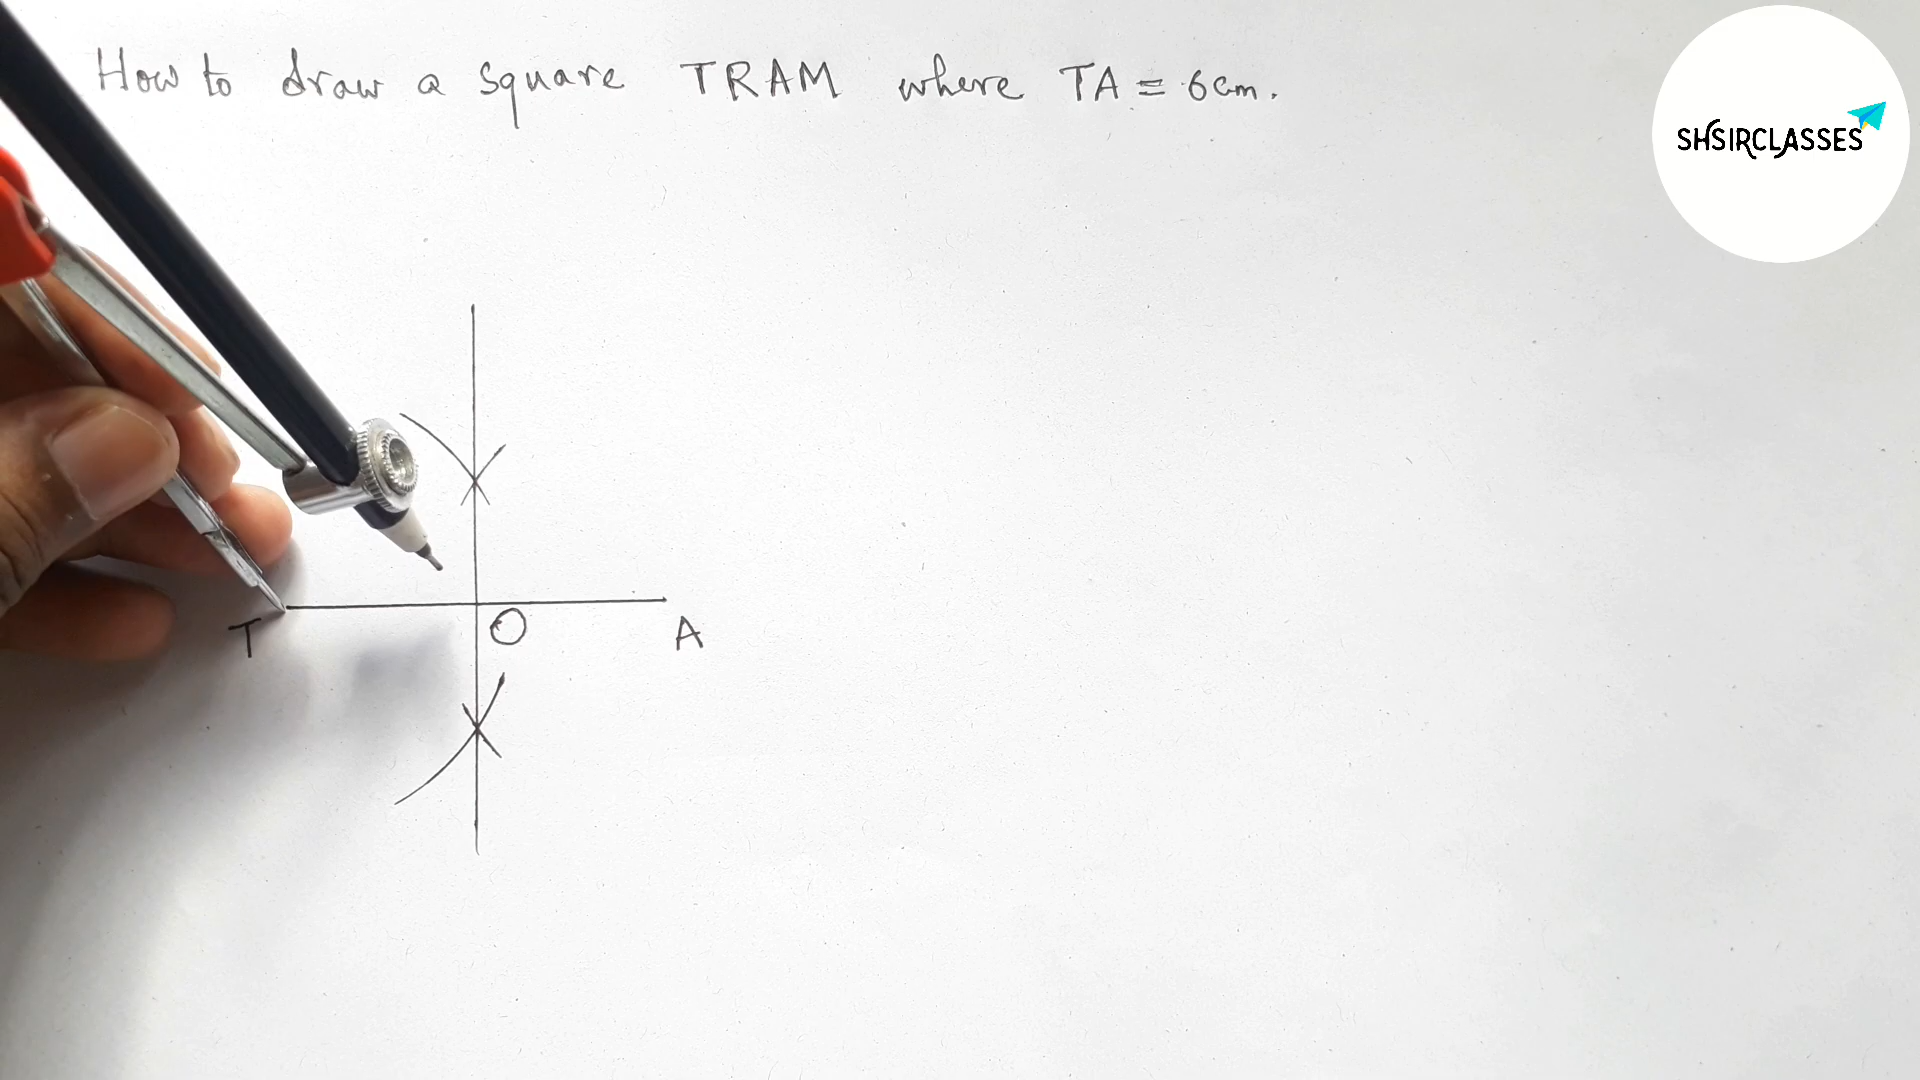 How to draw a square TRAM where TA = 6cm.
SHSIRCLASSES
T O A